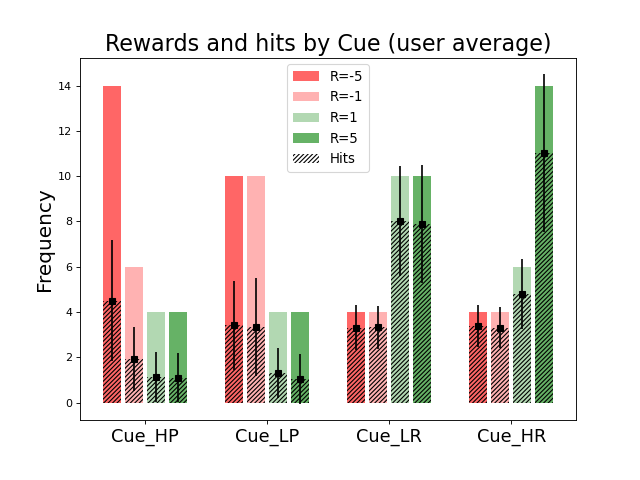 Rewards and hits by Cue (user average)
R=-5
R=-1
R=1
R=5
Hits
Frequency
14
12
10
8
6
4
2
0
Cue_HP Cue_LP Cue_LR Cue_HR